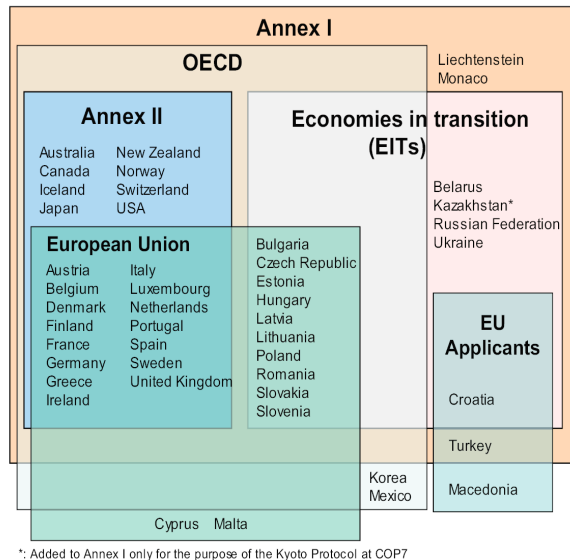 Annex I
OECD
Liechtenstein
Monaco
Annex II
Australia New Zealand
Canada Norway
Iceland Switzerland
Japan USA
Economies in transition
(EITs)
Belarus
Kazakhstan*
Russian Federation
Ukraine
European Union
Austria Italy
Belgium Luxembourg
Denmark Netherlands
Finland Portugal
France Spain
Germany Sweden
Greece United Kingdom
Ireland
Bulgaria
Czech Republic
Estonia
Hungary
Latvia
Lithuania
Poland
Romania
Slovakia
Slovenia
EU
Applicants
Croatia
Turkey
Macedonia
Korea
Mexico
Cyprus Malta
*: Added to Annex I only for the purpose of the Kyoto Protocol at COP7